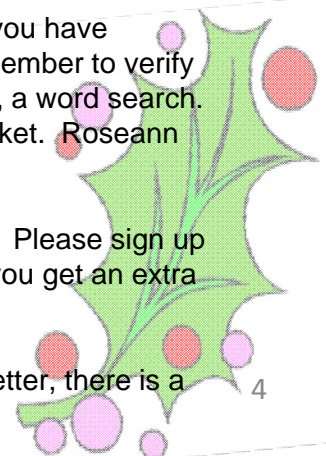 you have
ember to verify
, a word search.
ket.  Roseann
Please sign up
you get an extra
etter, there is a
4